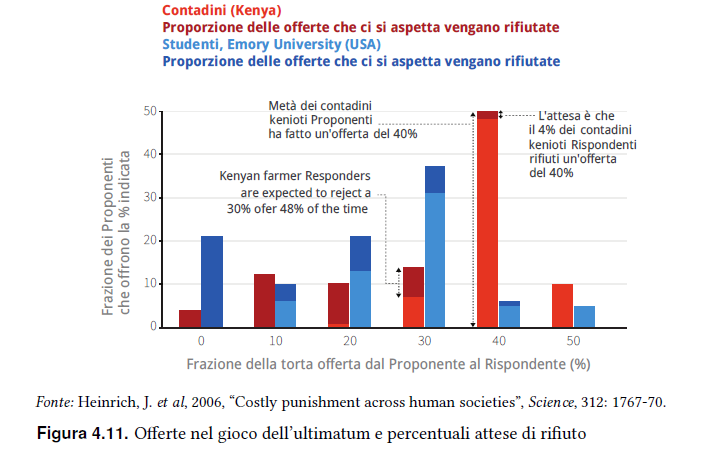 Contadini (Kenya)
Proporzione delle offerte che ci si aspetta vengano rifiutate
Studenti, Emory University (USA)
Proporzione delle offerte che ci si aspetta vengano rifiutate
Metà dei contadini
kenioti Proponenti
ha fatto un'offerta del 40%
L'attesa è che
il 4% dei contadini
kenioti Rispondenti
rifiuti un'offerta
del 40%
Kenyan farmer Responders
are expected to reject a
30% ofer 48% of the time
Frazione dei Proponenti
che offrono la % indicata
50
40
30
20
10
0
0
10
20
30
40
50
Frazione della torta offerta dal Proponente al Rispondente (%)
Fonte: Heinrich, J. et al, 2006, “Costly punishment across human societies”, Science, 312: 1767-70.
Figura 4.11. Offerte nel gioco dell’ultimatum e percentuali attese di rifiuto